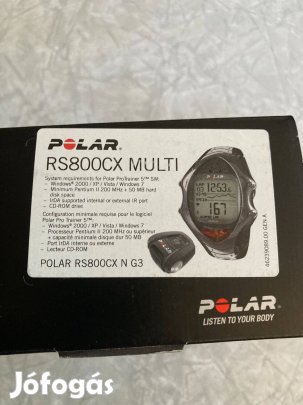 POLAR
RS800CX MULTI
System requirements for Polar ProTrainer 5™ SW:
– Windows® 2000 / XP / Vista / Windows 7
– Minimum Pentium II 200 MHz + 50 MB hard
disk space
– IrDA supported internal or external IR port
– CD-ROM drive
Configuration minimale requise pour le logiciel
Polar Pro Trainer 5™:
– Windows® 2000 / XP / Vista / Windows 7
– Processeur Pentium II 200 MHz ou supérieur
+ capacité minimale disque dur 50 MB
– Port IrDA interne ou externe
– Lecteur CD-ROM
POLAR RS800CX N G3
POLAR
167
GEN A
POLAR
LISTEN TO YOUR BODY
Jófogás